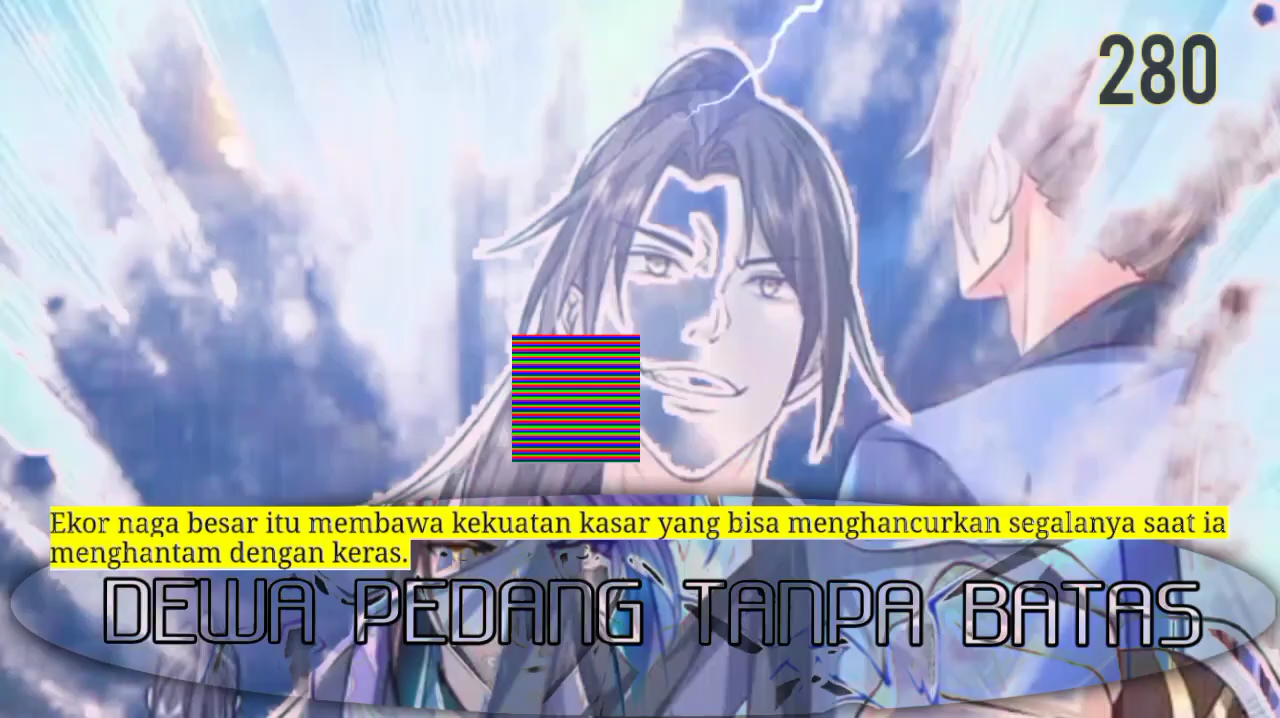 280
Ekor naga besar itu membawa kekuatan kasar yang bisa menghancurkan segalanya saat ia
menghantam dengan keras.
DEWA PEDANG TANPA BATAS